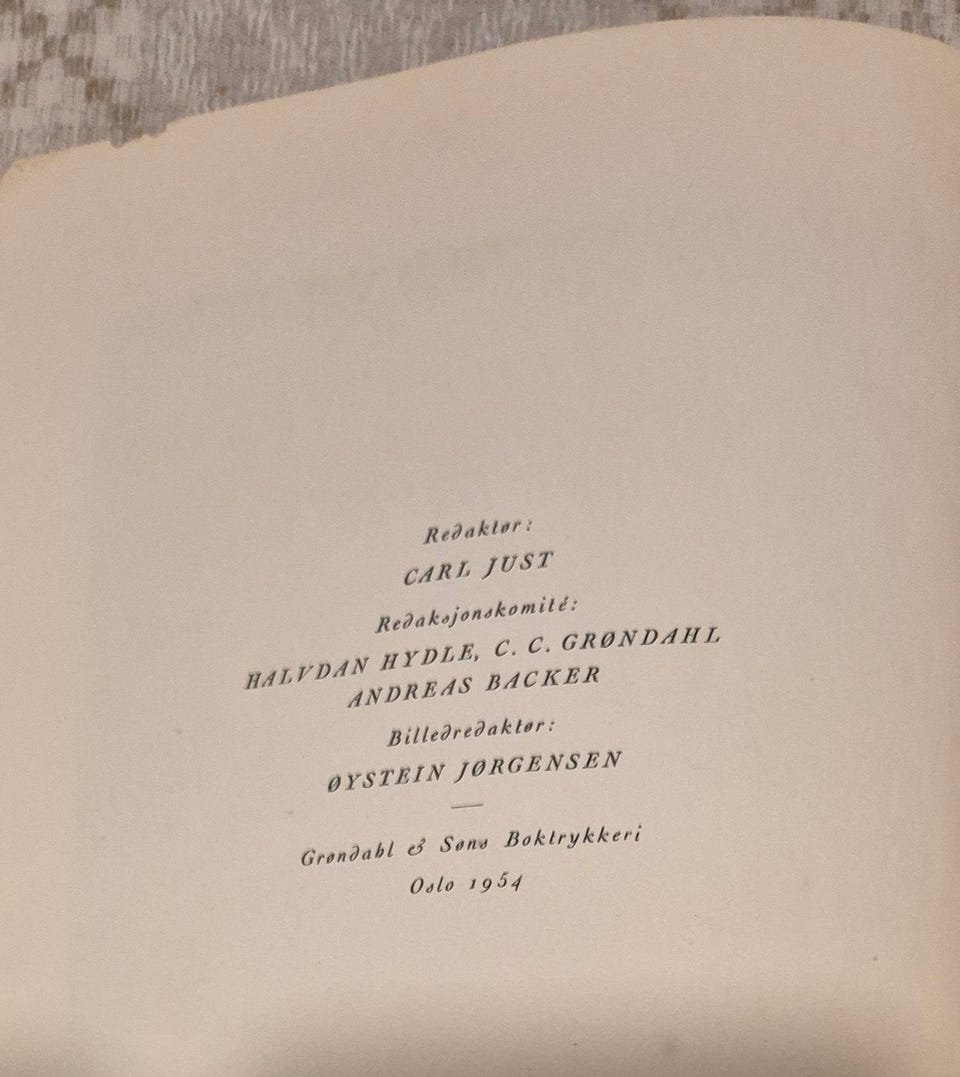 Redaktør:
CARL JUST
Redaksjonskomité:
HALVDAN HYDLE, C. C. GRØNDAHL
ANDREAS BACKER
Billedredaktør:
ØYSTEIN JØRGENSEN
Grøndahl & Søns Boktrykkeri
Oslo 1954